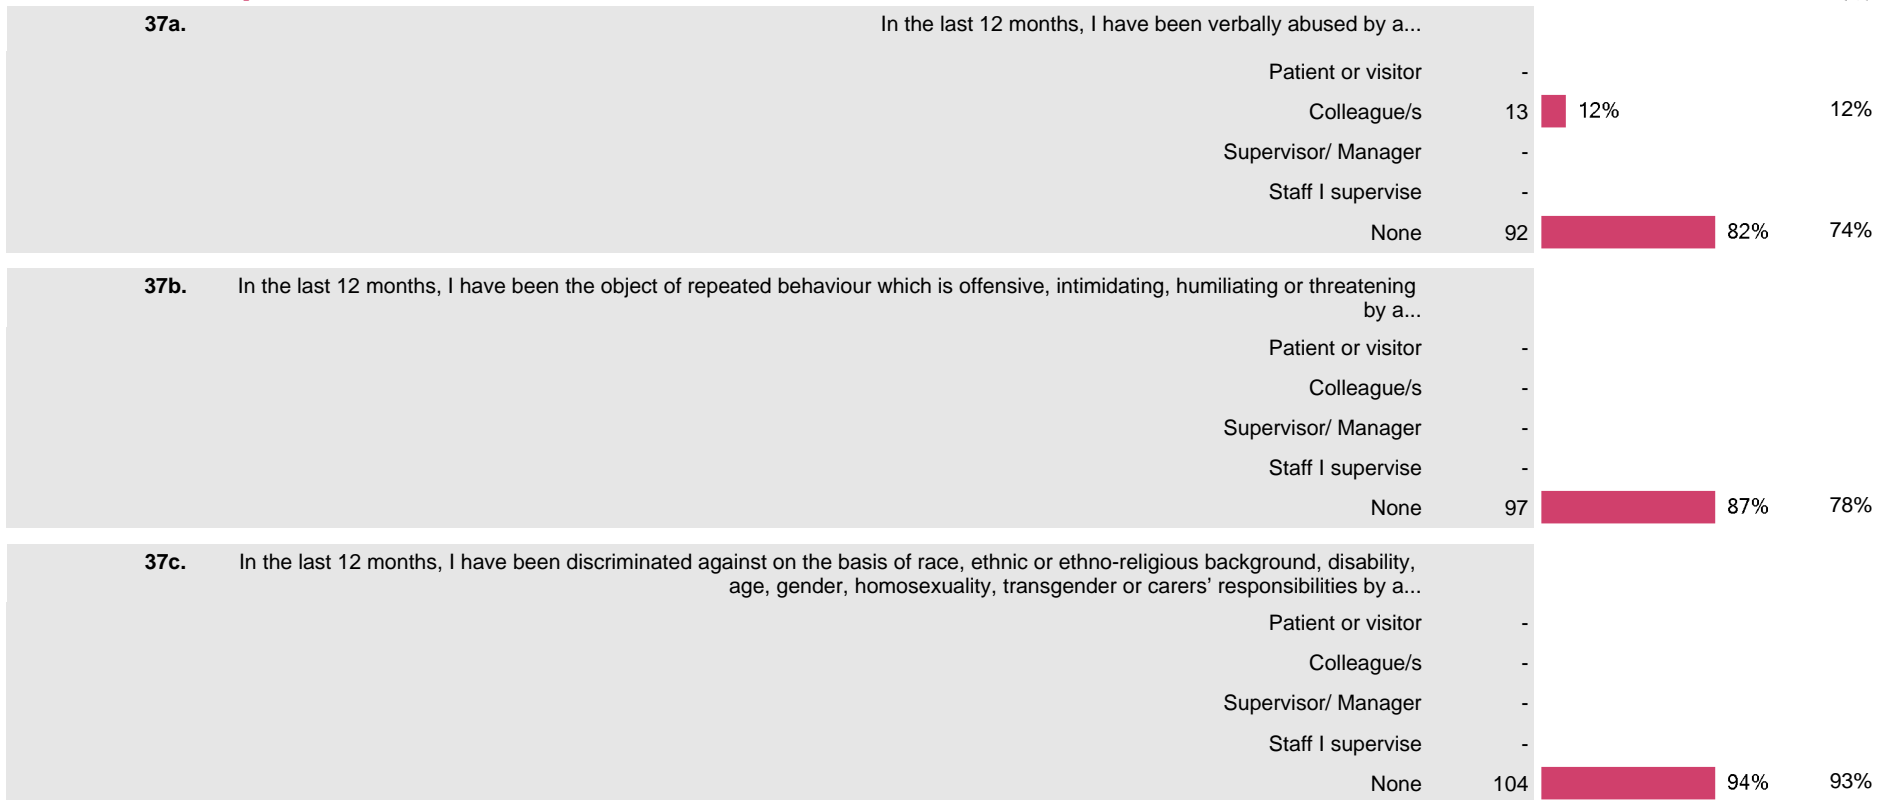 37a. In the last 12 months, I have been verbally abused by a...
Patient or visitor -
Colleague/s 13 12% 12%
Supervisor/ Manager -
Staff I supervise -
None 92 82% 74%
37b. In the last 12 months, I have been the object of repeated behaviour which is offensive, intimidating, humiliating or threatening
by a...
Patient or visitor -
Colleague/s -
Supervisor/ Manager -
Staff I supervise -
None 97 87% 78%
37c. In the last 12 months, I have been discriminated against on the basis of race, ethnic or ethno-religious background, disability,
age, gender, homosexuality, transgender or carers’ responsibilities by a...
Patient or visitor -
Colleague/s -
Supervisor/ Manager -
Staff I supervise -
None 104 94% 93%